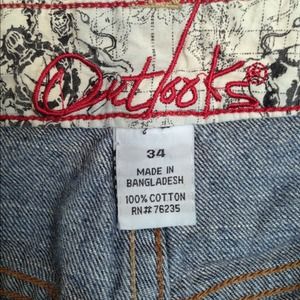 Outlooks
34
MADE IN
BANGLADESH
100% COTTON
RN# 76235